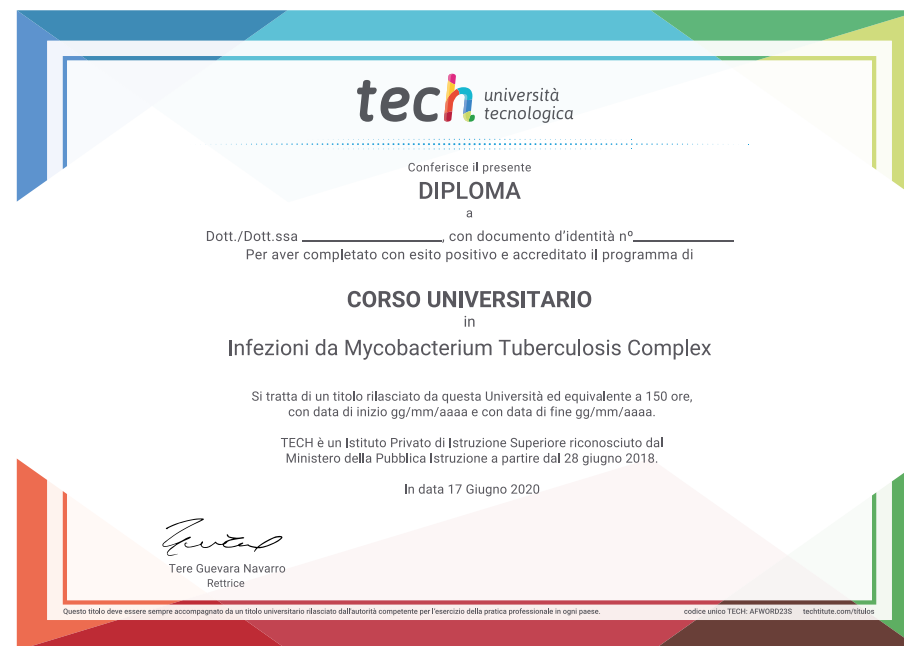 tech università
tecnologica
Conferisce il presente
DIPLOMA
a
Dott./Dott.ssa ____________________, con documento d'identità nº______________
Per aver completato con esito positivo e accreditato il programma di
CORSO UNIVERSITARIO
in
Infezioni da Mycobacterium Tuberculosis Complex
Si tratta di un titolo rilasciato da questa Università ed equivalente a 150 ore,
con data di inizio gg/mm/aaaa e con data di fine gg/mm/aaaa.
TECH è un Istituto Privato di Istruzione Superiore riconosciuto dal
Ministero della Pubblica Istruzione a partire dal 28 giugno 2018.
In data 17 Giugno 2020
Tere Guevara Navarro
Rettrice
Questo titolo deve essere sempre accompagnato da un titolo universitario rilasciato dall'autorità competente per l'esercizio della pratica professionale in ogni paese. codice unico TECH: AFWORD23S techtitute.com/titulos